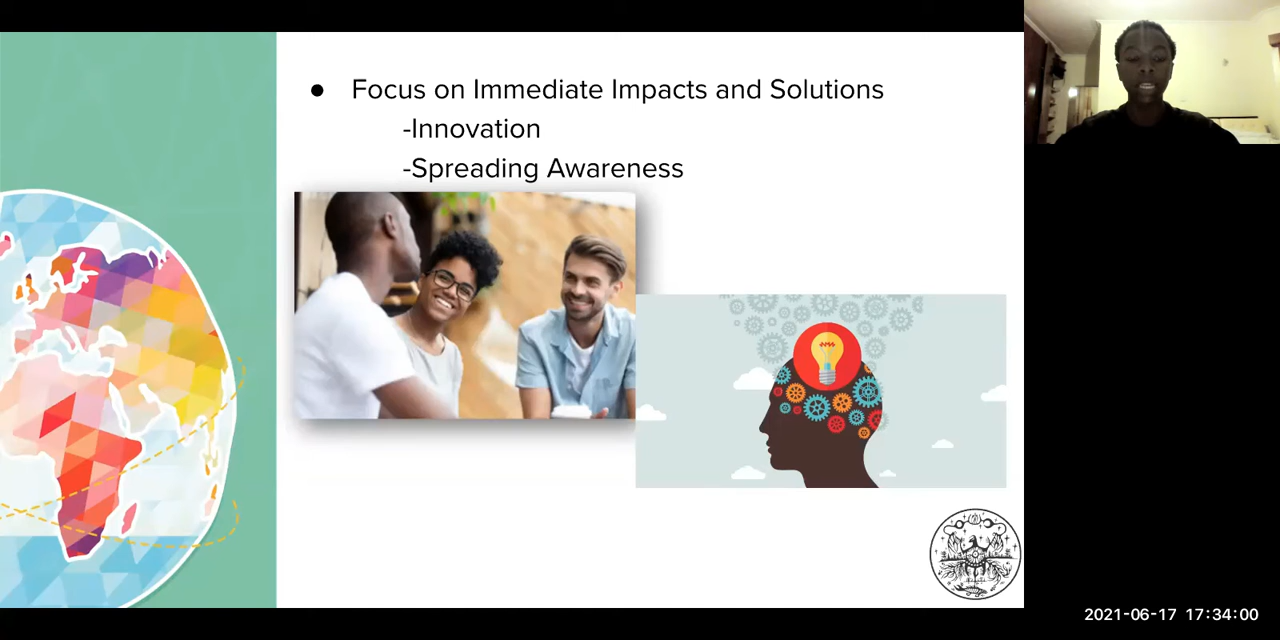 ● Focus on Immediate Impacts and Solutions
-Innovation
-Spreading Awareness
2021-06-17 17:34:00